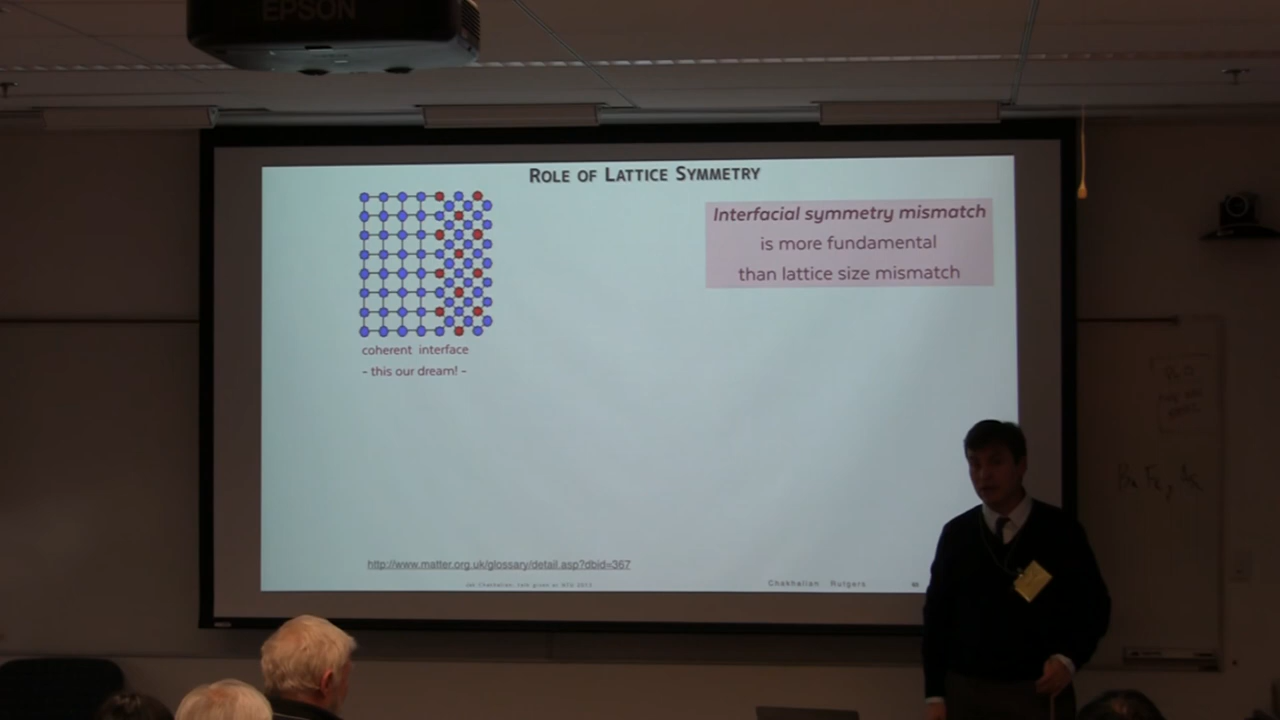 EPSON
ROLE OF LATTICE SYMMETRY
Interfacial symmetry mismatch
is more fundamental
than lattice size mismatch
coherent interface
- this our dream! -
http://www.matter.org.uk/glossary/detail.asp?dbid=367
Chakhalian Rutgers